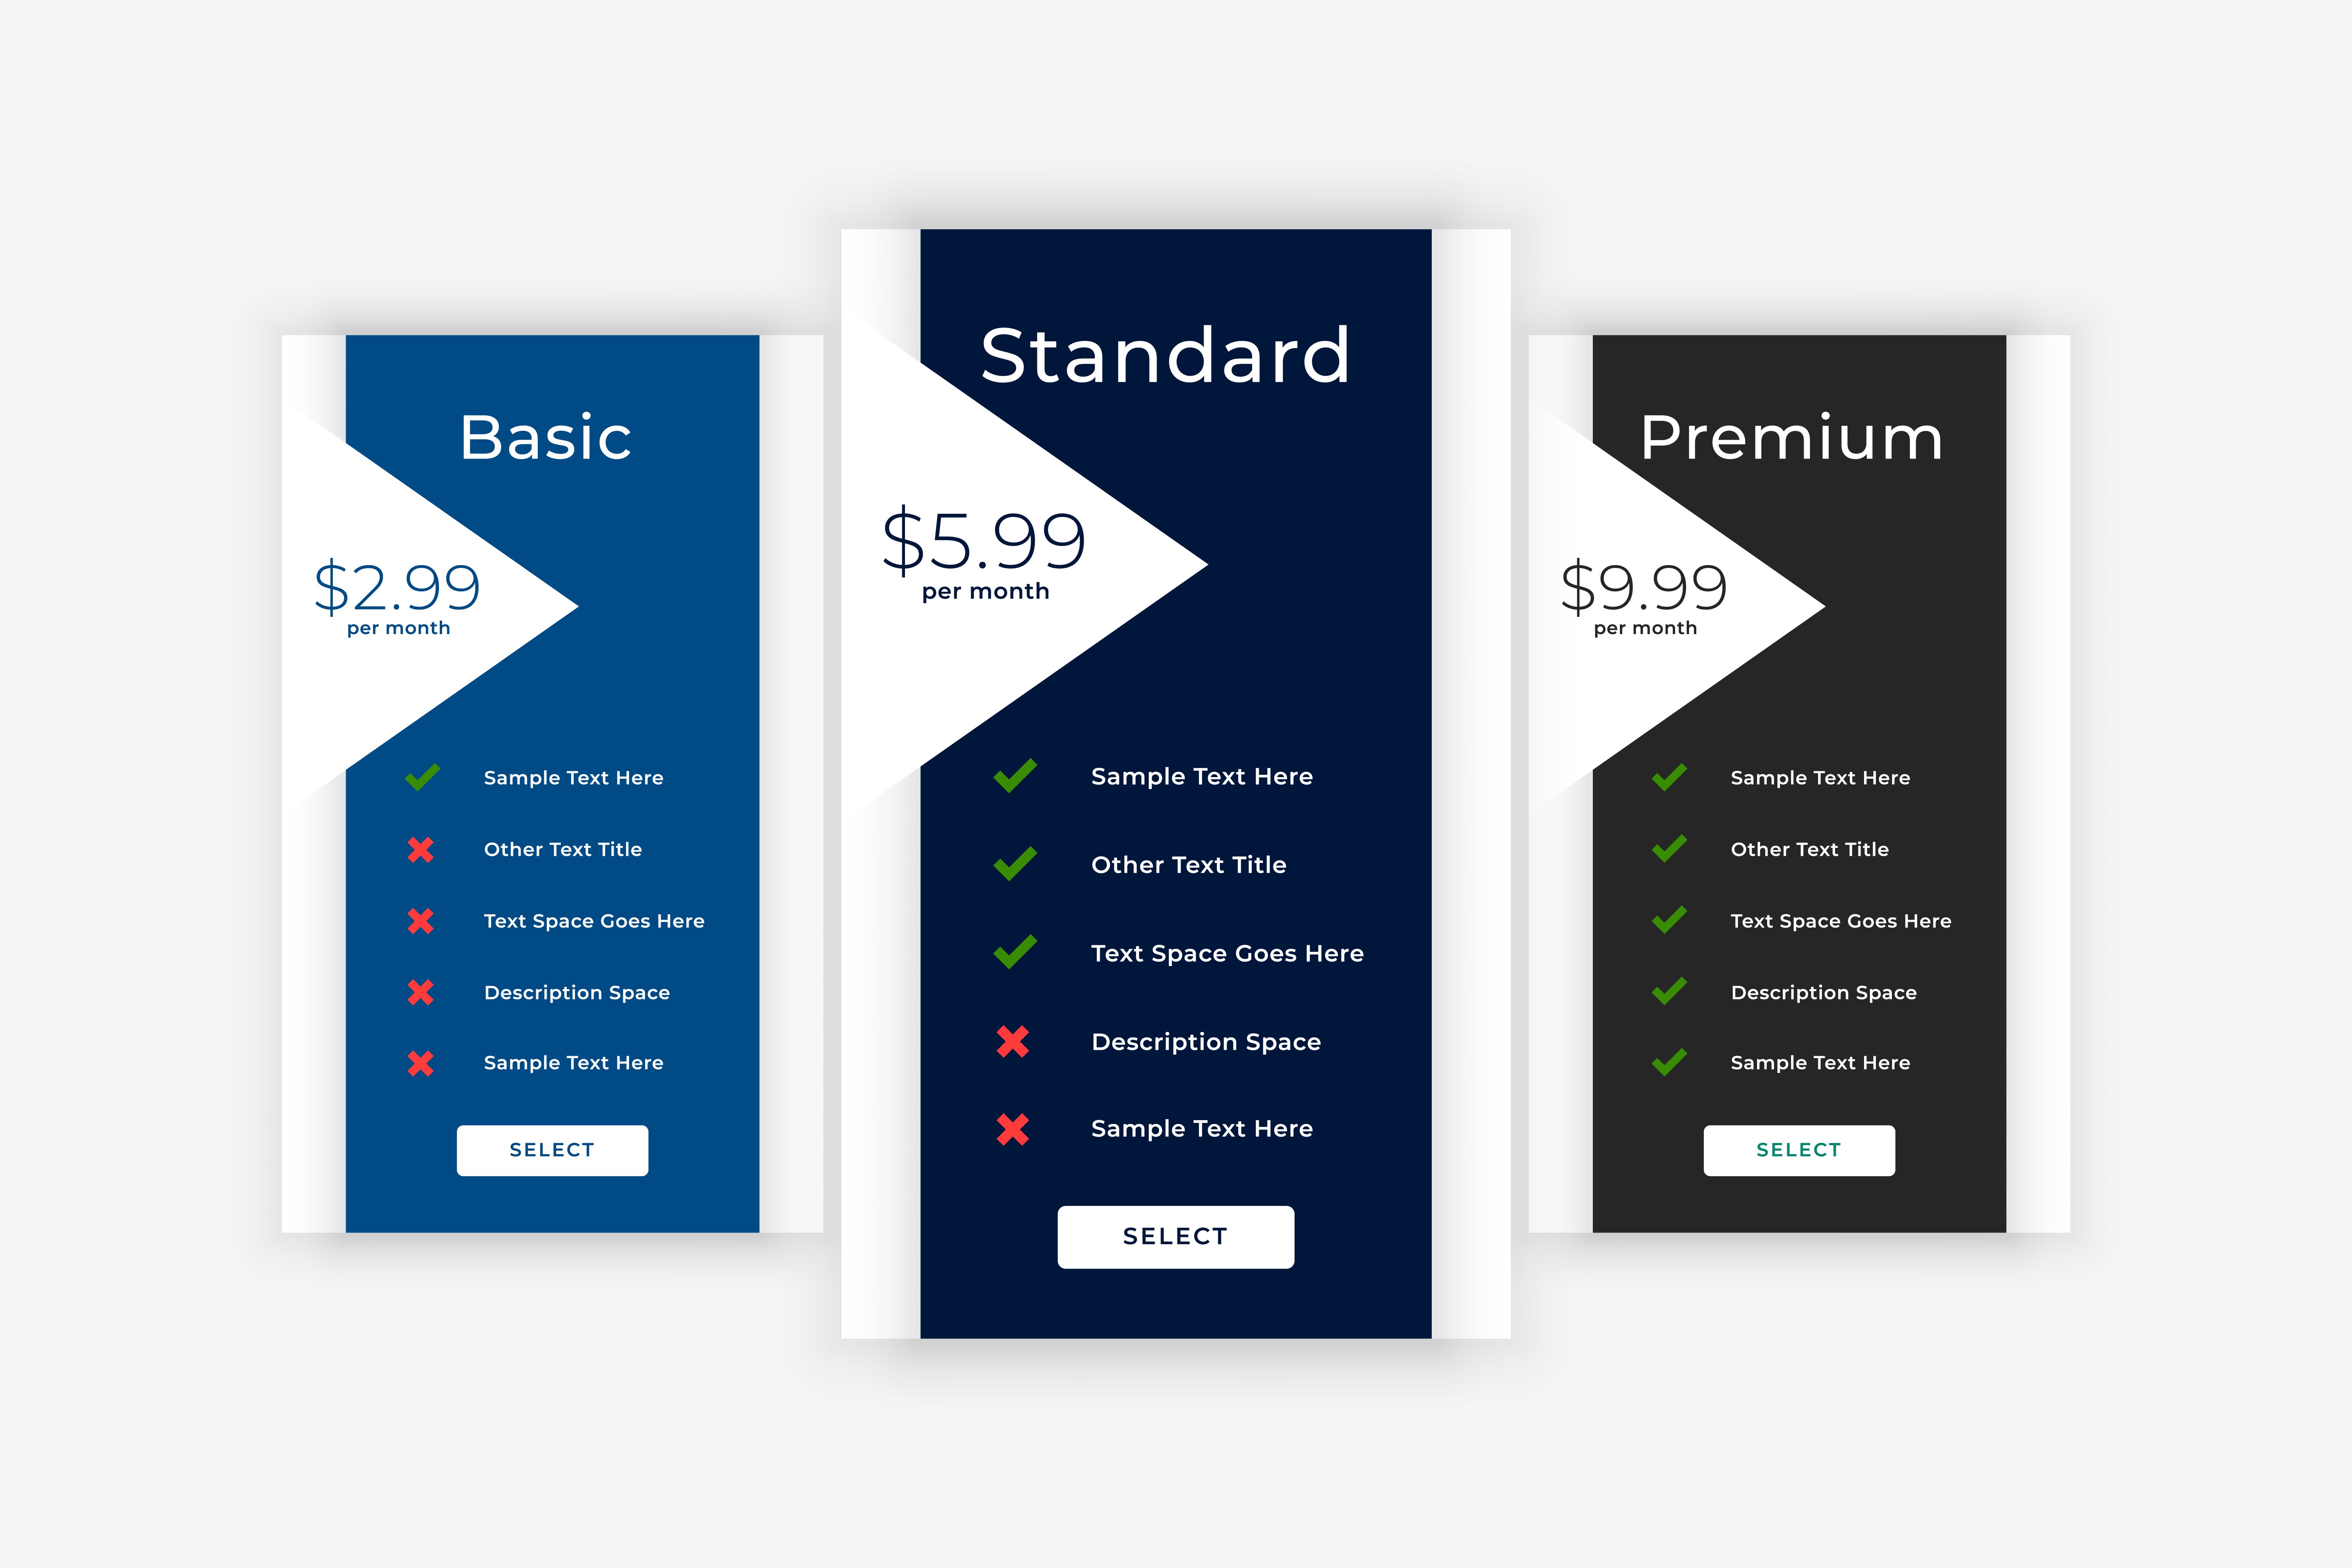 Basic
$2.99
per month
Sample Text Here
Other Text Title
Text Space Goes Here
Description Space
Sample Text Here
SELECT
Standard
$5.99
per month
Sample Text Here
Other Text Title
Text Space Goes Here
Description Space
Sample Text Here
SELECT
Premium
$9.99
per month
Sample Text Here
Other Text Title
Text Space Goes Here
Description Space
Sample Text Here
SELECT